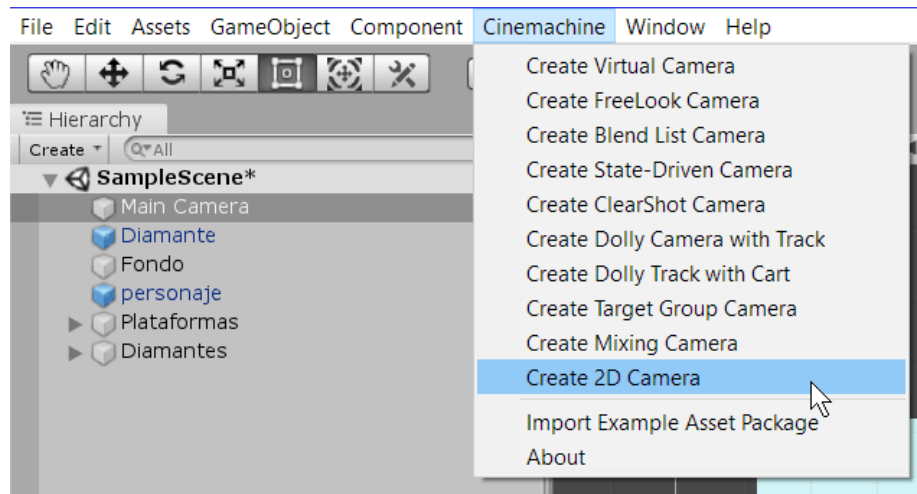 File Edit Assets GameObject Component Cinemachine Window Help
Hierarchy
Create All
SampleScene*
Main Camera
Diamante
Fondo
personaje
Plataformas
Diamantes
Create Virtual Camera
Create FreeLook Camera
Create Blend List Camera
Create State-Driven Camera
Create ClearShot Camera
Create Dolly Camera with Track
Create Dolly Track with Cart
Create Target Group Camera
Create Mixing Camera
Create 2D Camera
Import Example Asset Package
About